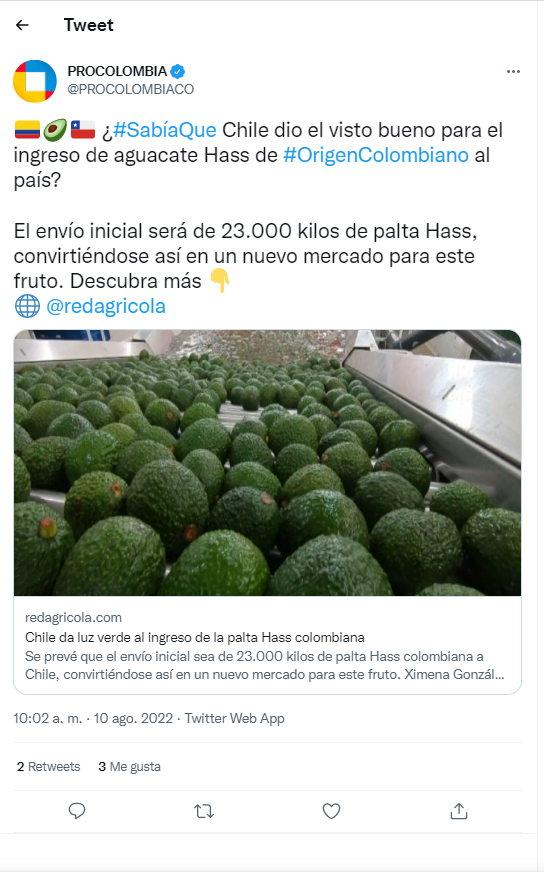 Tweet
PROCOLOMBIA
@PROCOLOMBIACO
¿#SabíaQue Chile dio el visto bueno para el
ingreso de aguacate Hass de #OrigenColombiano al
país?
El envío inicial será de 23.000 kilos de palta Hass,
convirtiéndose así en un nuevo mercado para este
fruto. Descubra más 👇
🌐 @redagricola
redagricola.com
Chile da luz verde al ingreso de la palta Hass colombiana
Se prevé que el envío inicial sea de 23.000 kilos de palta Hass colombiana a
Chile, convirtiéndose así en un nuevo mercado para este fruto. Ximena Gonzál...
10:02 a. m. · 10 ago. 2022 · Twitter Web App
2 Retweets 3 Me gusta